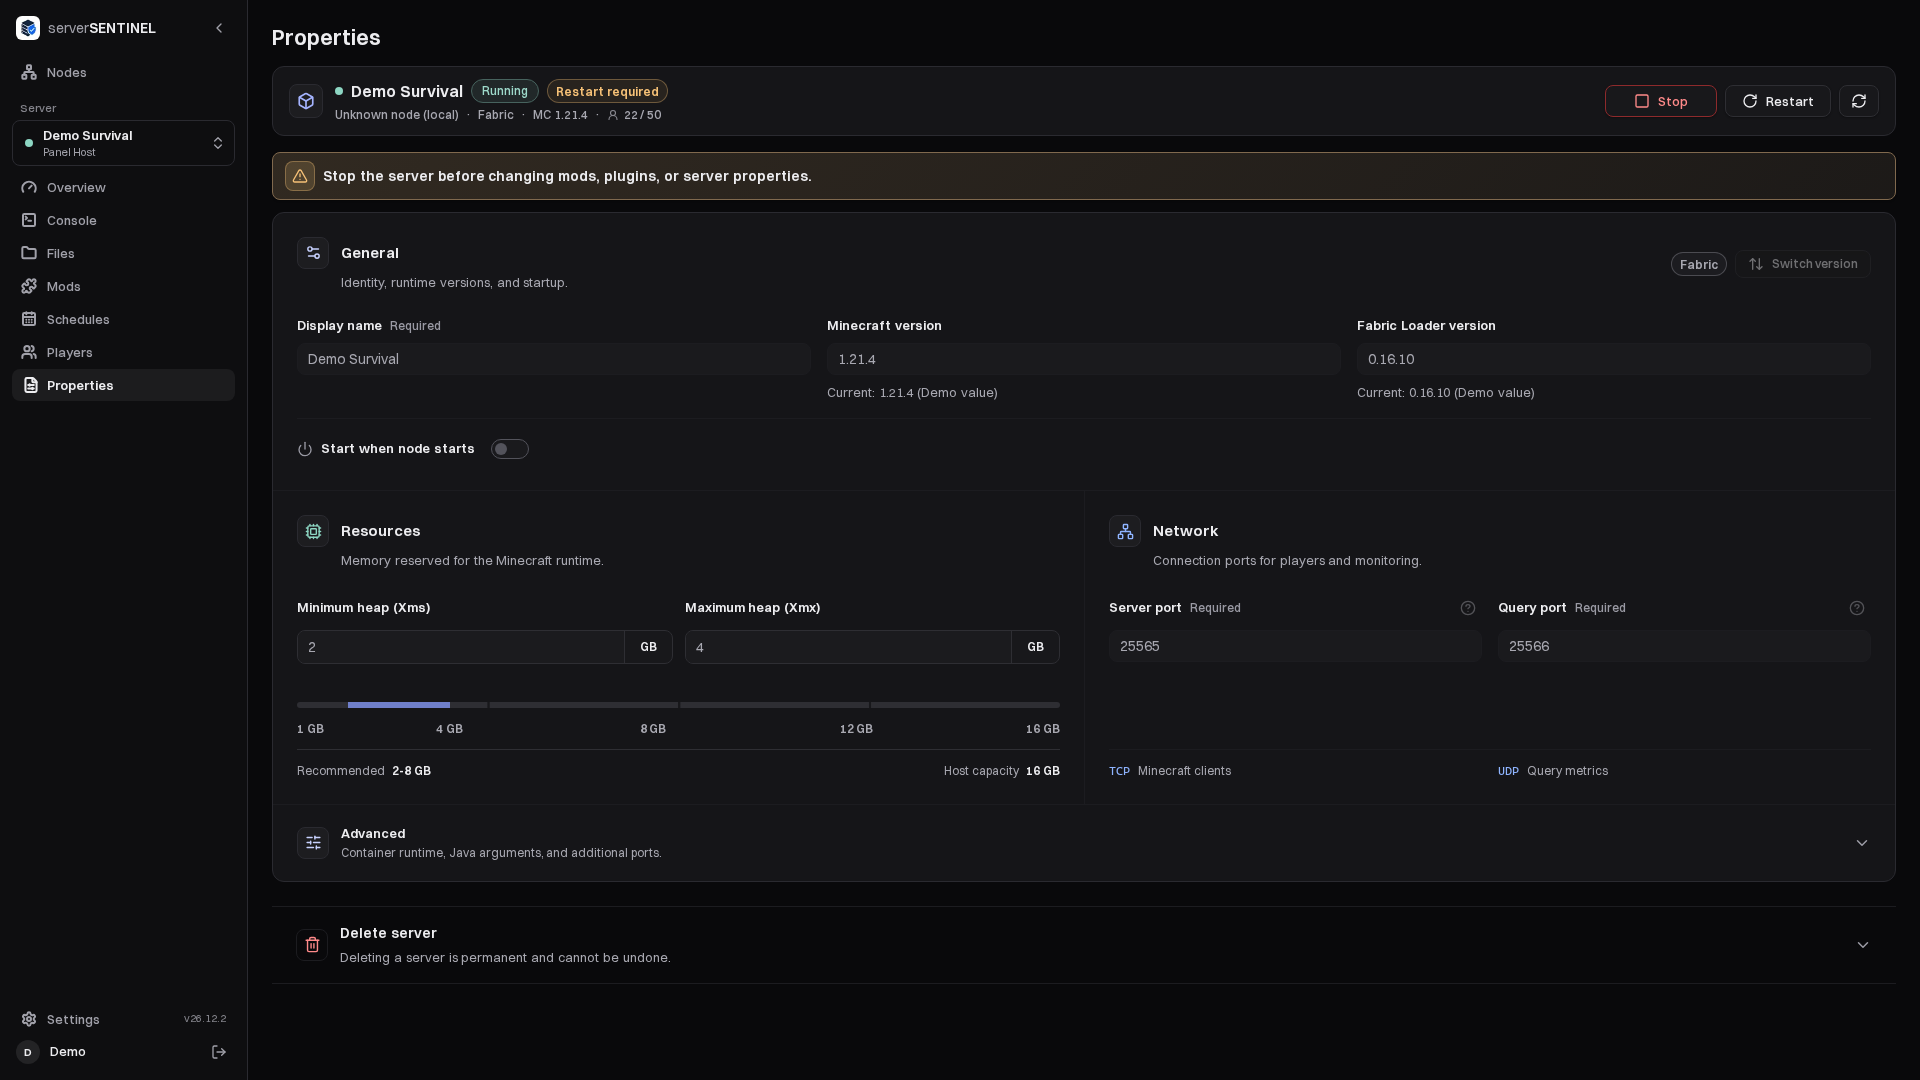 serverSENTINEL
Nodes
Server
Demo Survival
Panel Host
Overview
Console
Files
Mods
Schedules
Players
Properties
Settings
v26.12.2
D
Demo
Properties
Demo Survival
Running
Restart required
Unknown node (local) · Fabric · MC 1.21.4 · 22 / 50
Stop
Restart
Stop the server before changing mods, plugins, or server properties.
General
Identity, runtime versions, and startup.
Fabric
Switch version
Display name Required
Demo Survival
Minecraft version
1.21.4
Current: 1.21.4 (Demo value)
Fabric Loader version
0.16.10
Current: 0.16.10 (Demo value)
Start when node starts
Resources
Memory reserved for the Minecraft runtime.
Minimum heap (Xms)
2 GB
Maximum heap (Xmx)
4 GB
1 GB 4 GB 8 GB 12 GB 16 GB
Recommended 2-8 GB
Host capacity 16 GB
Network
Connection ports for players and monitoring.
Server port Required
25565
Query port Required
25566
TCP Minecraft clients
UDP Query metrics
Advanced
Container runtime, Java arguments, and additional ports.
Delete server
Deleting a server is permanent and cannot be undone.